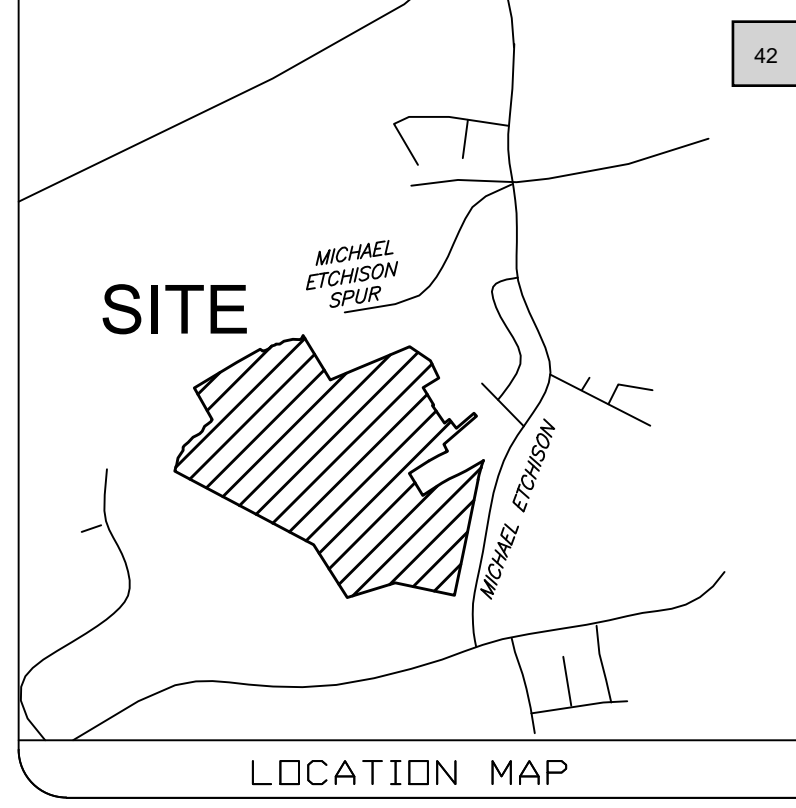 42
MICHAEL
ETCHISON
SPUR
SITE
MICHAEL ETCHISON
LOCATION MAP